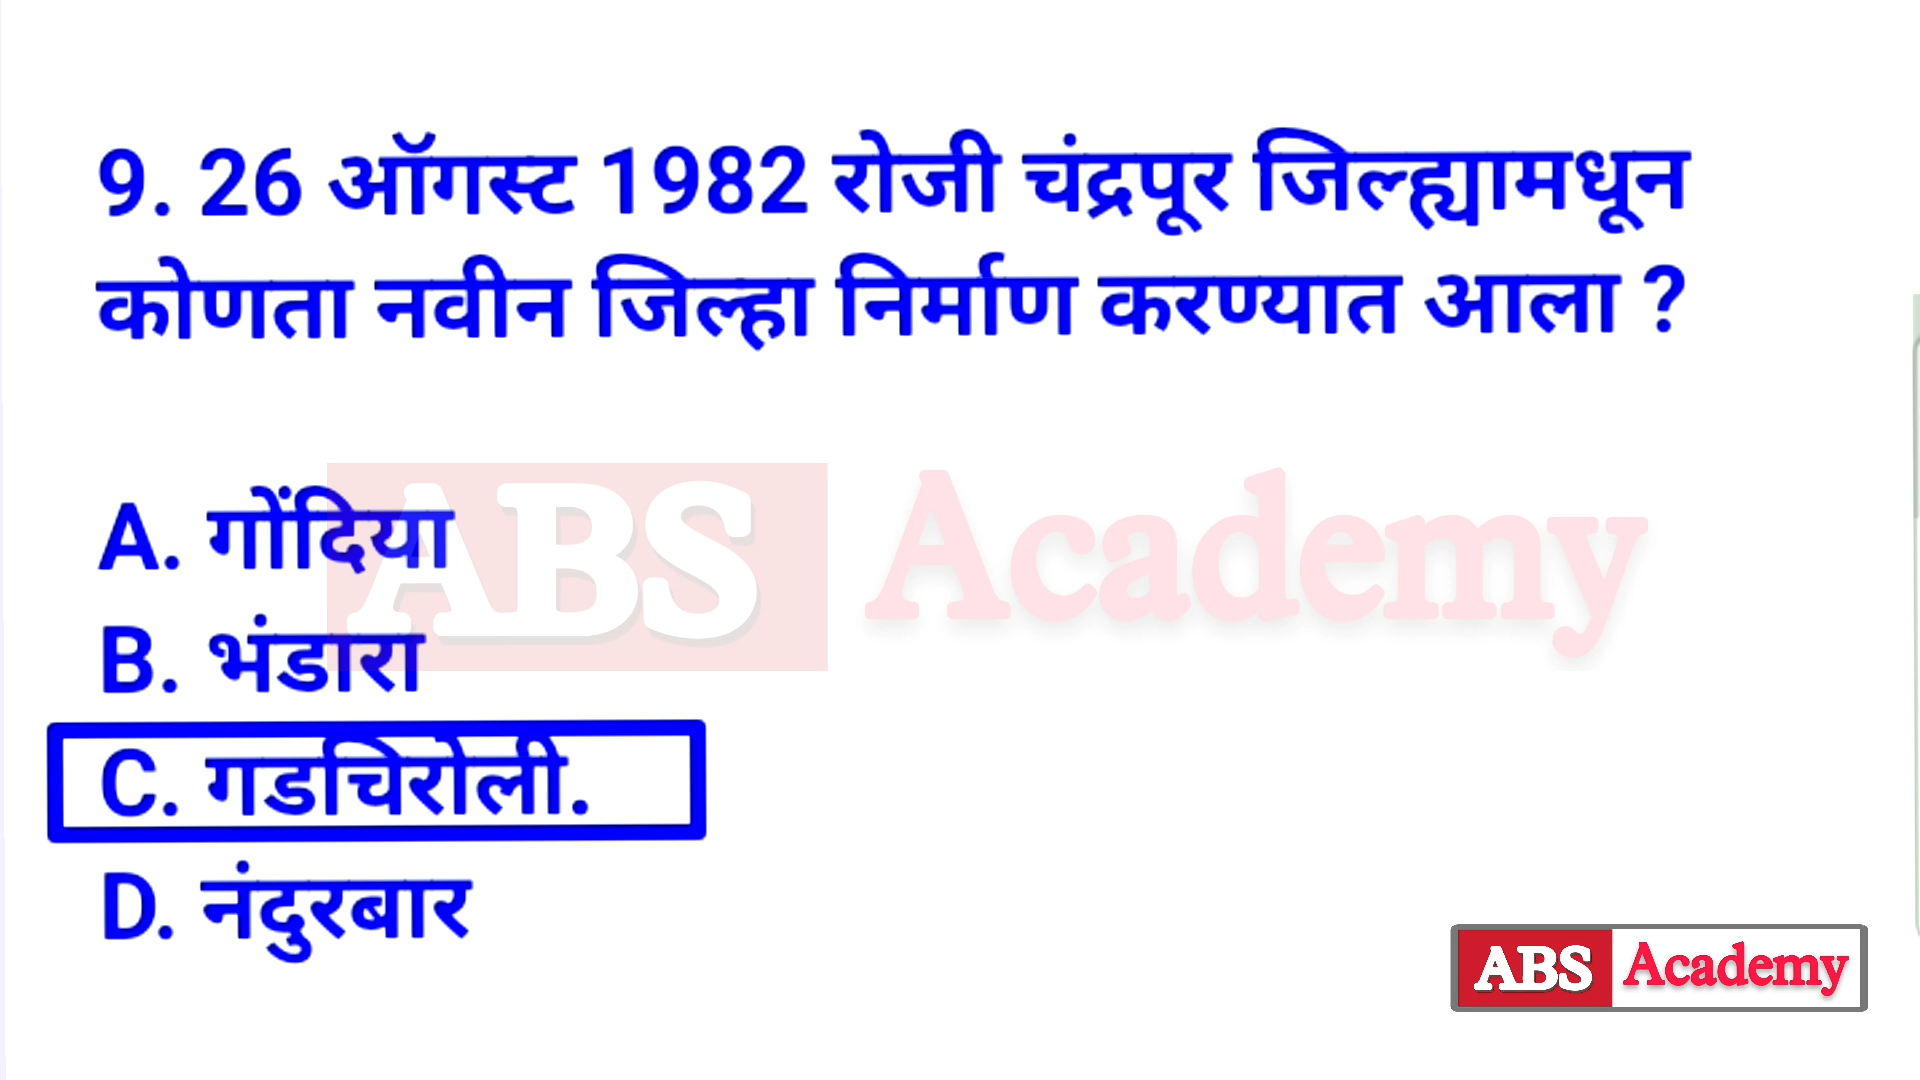 9. 26 ऑगस्ट 1982 रोजी चंद्रपूर जिल्ह्यामधून
कोणता नवीन जिल्हा निर्माण करण्यात आला ?
A. गोंदिया
B. भंडारा
C. गडचिरोली.
D. नंदुरबार
ABS Academy
ABS Academy